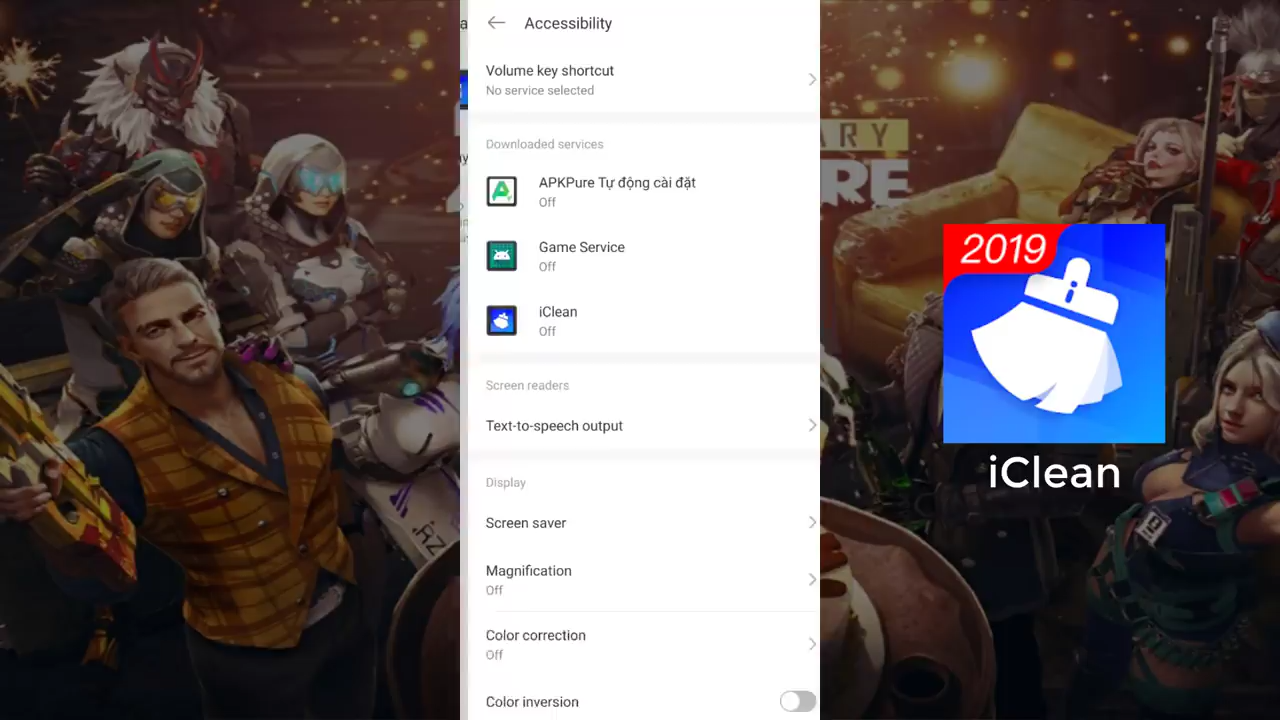 Accessibility
Volume key shortcut
No service selected
Downloaded services
APKPure Tự động cài đặt
Off
Game Service
Off
iClean
Off
Screen readers
Text-to-speech output
Display
Screen saver
Magnification
Off
Color correction
Off
Color inversion
2019
iClean